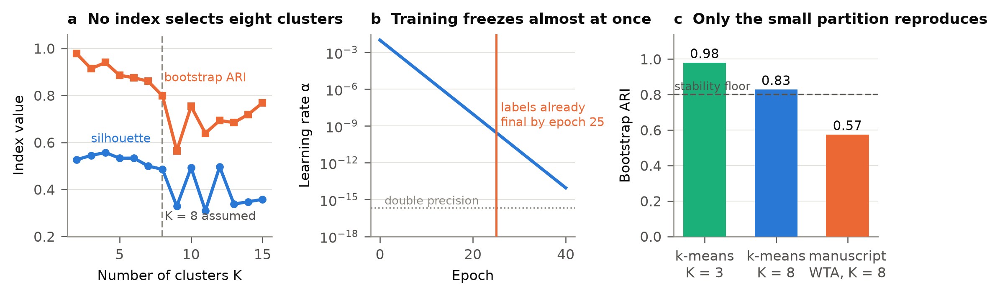 a No index selects eight clusters
Index value
1.0
0.8
0.6
0.4
0.2
bootstrap ARI
silhouette
K = 8 assumed
5 10 15
Number of clusters K
b Training freezes almost at once
Learning rate α
10⁻³
10⁻⁶
10⁻⁹
10⁻¹²
10⁻¹⁵
10⁻¹⁸
labels already
final by epoch 25
double precision
0 20 40
Epoch
c Only the small partition reproduces
Bootstrap ARI
1.0
0.8
0.6
0.4
0.2
0.0
0.98
0.83
0.57
stability floor
k-means
K = 3
k-means
K = 8
manuscript
WTA, K = 8